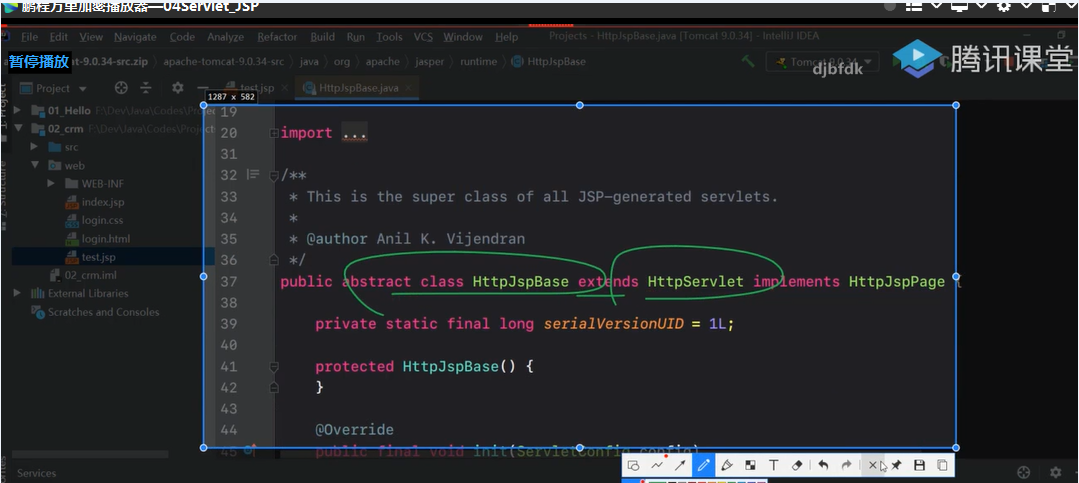 鹏程万里加密播放器—04Servlet_JSP
File Edit View Navigate Code Analyze Refactor Build Run Tools VCS Window Help Projects - HttpJspBase.java [Tomcat 9.0.34] - IntelliJ IDEA
暂停播放
cat-9.0.34-src.zip apache-tomcat-9.0.34-src java org apache jasper runtime HttpJspBase
Tomcat 9.0.34
djbfdk
腾讯课堂
Project
test.jsp
HttpJspBase.java
1287 x 582
01_Hello F:\Dev\Java\Codes\Proje
02_crm F:\Dev\Java\Codes\Project
src
web
WEB-INF
index.jsp
login.css
login.html
test.jsp
02_crm.iml
External Libraries
Scratches and Consoles
19
20 import ...
31
32 /**
33 * This is the super class of all JSP-generated servlets.
34 *
35 * @author Anil K. Vijendran
36 */
37 public abstract class HttpJspBase extends HttpServlet implements HttpJspPage {
38
39 private static final long serialVersionUID = 1L;
40
41 protected HttpJspBase() {
42 }
43
44 @Override
45 public final void init(ServletConfig config)
T
Services